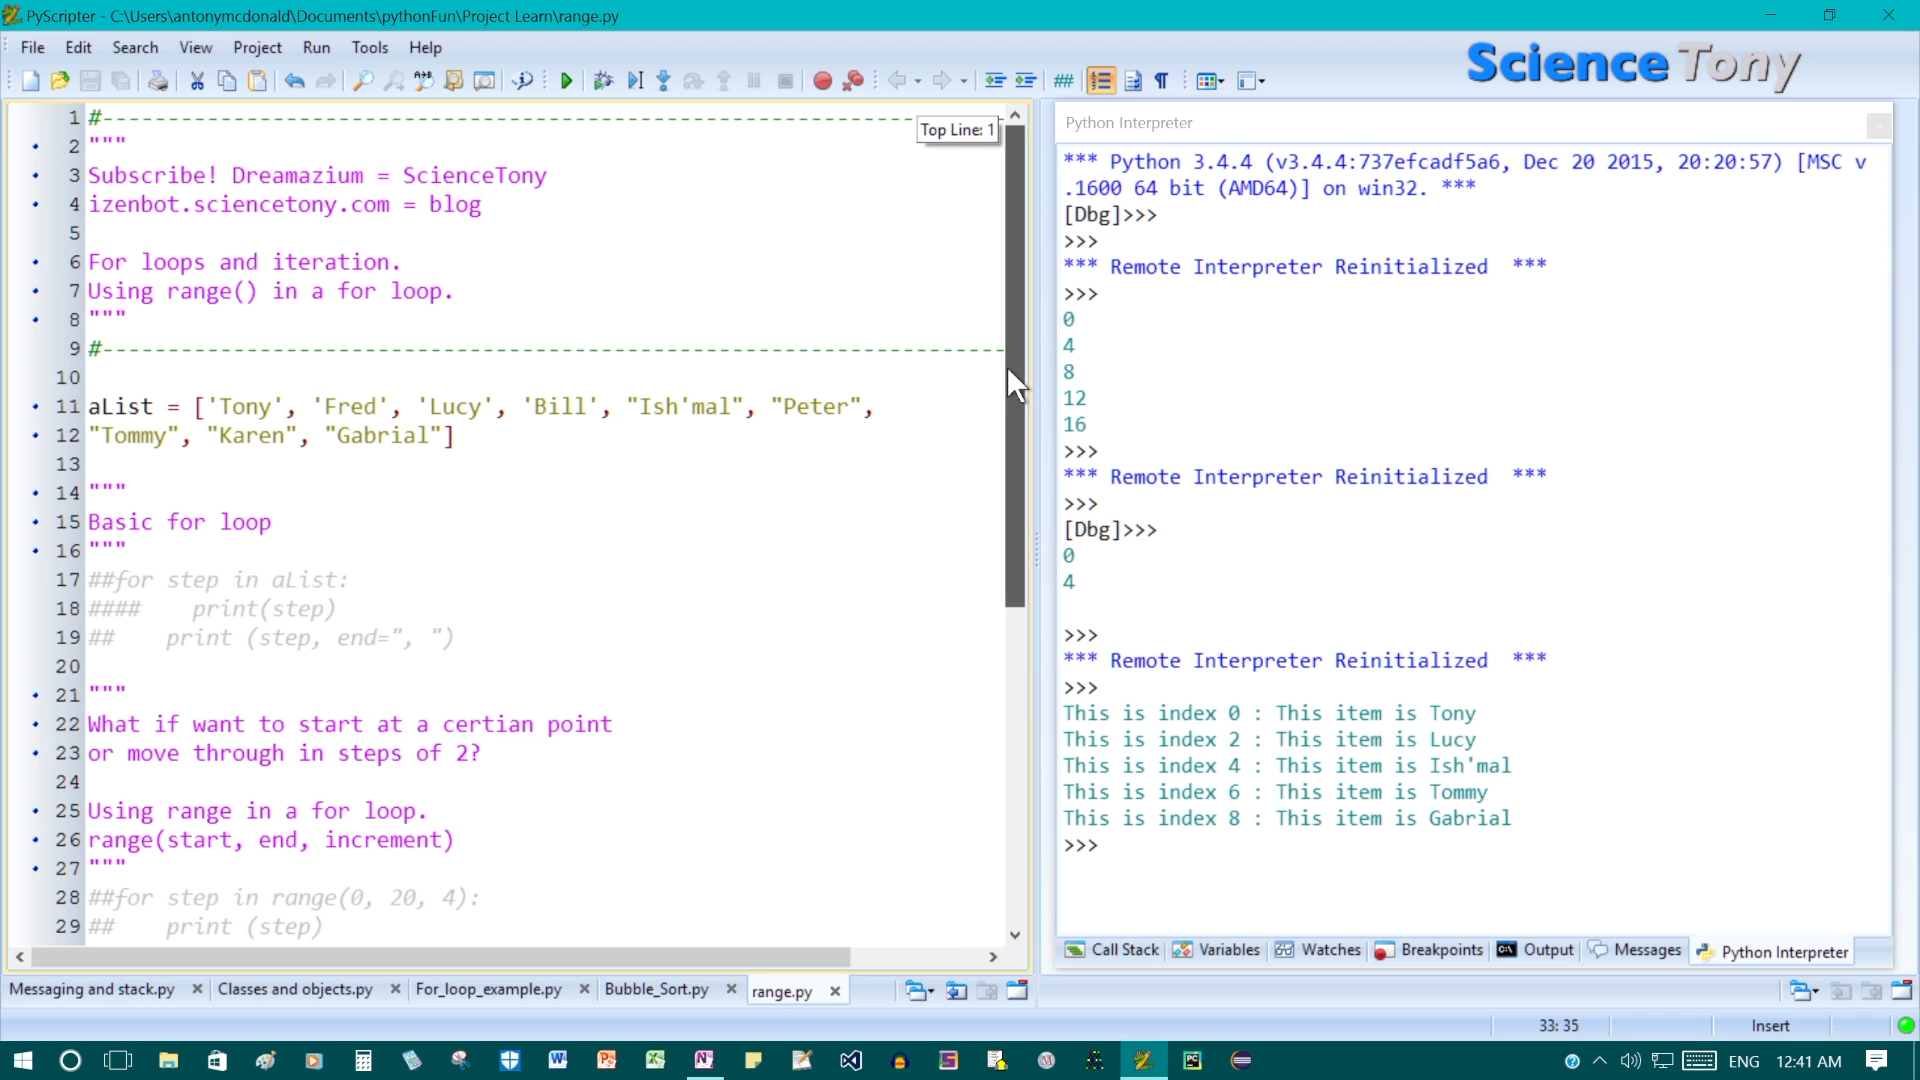 PyScripter - C:\Users\antonymcdonald\Documents\pythonFun\Project Learn\range.py
File Edit Search View Project Run Tools Help
ScienceTony
Top Line: 1
1 #----------------------------------------------------------------------
2 """
3 Subscribe! Dreamazium = ScienceTony
4 izenbot.sciencetony.com = blog
5
6 For loops and iteration.
7 Using range() in a for loop.
8 """
9 #----------------------------------------------------------------------
10
11 aList = ['Tony', 'Fred', 'Lucy', 'Bill', "Ish'mal", "Peter",
12 "Tommy", "Karen", "Gabrial"]
13
14 """
15 Basic for loop
16 """
17 ##for step in aList:
18 ####    print(step)
19 ##    print (step, end=", ")
20
21 """
22 What if want to start at a certian point
23 or move through in steps of 2?
24
25 Using range in a for loop.
26 range(start, end, increment)
27 """
28 ##for step in range(0, 20, 4):
29 ##    print (step)
Messaging and stack.py Classes and objects.py For_loop_example.py Bubble_Sort.py range.py
Python Interpreter
*** Python 3.4.4 (v3.4.4:737efcadf5a6, Dec 20 2015, 20:20:57) [MSC v
.1600 64 bit (AMD64)] on win32. ***
[Dbg]>>>
>>>
*** Remote Interpreter Reinitialized  ***
>>>
0
4
8
12
16
>>>
*** Remote Interpreter Reinitialized  ***
>>>
[Dbg]>>>
0
4
>>>
*** Remote Interpreter Reinitialized  ***
>>>
This is index 0 : This item is Tony
This is index 2 : This item is Lucy
This is index 4 : This item is Ish'mal
This is index 6 : This item is Tommy
This is index 8 : This item is Gabrial
>>>
Call Stack Variables Watches Breakpoints Output Messages Python Interpreter
33: 35 Insert
ENG 12:41 AM